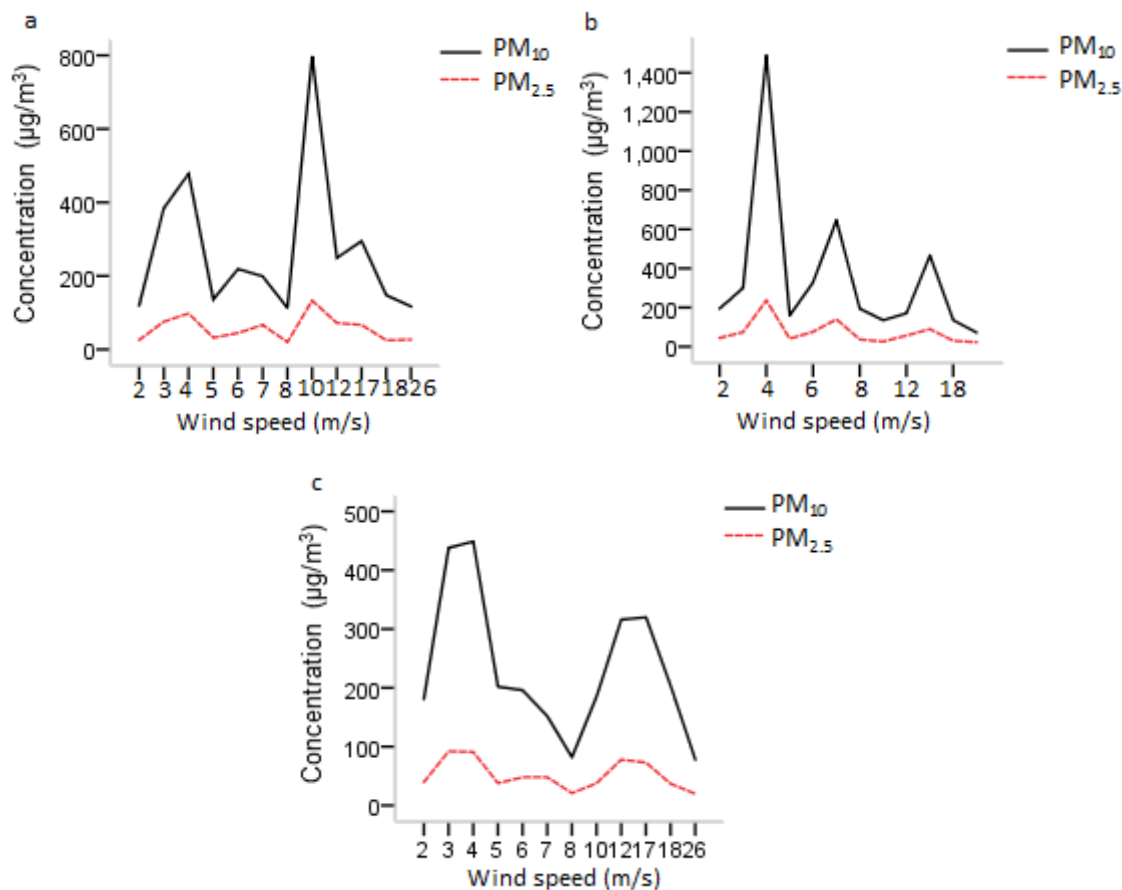 a
Concentration (µg/m³)
800
600
400
200
0
2 3 4 5 6 7 8 10 12 17 18 26
Wind speed (m/s)
PM₁₀
PM₂.₅
b
Concentration (µg/m³)
1,400
1,200
1,000
800
600
400
200
0
2 4 6 8 12 18
Wind speed (m/s)
PM₁₀
PM₂.₅
c
Concentration (µg/m³)
500
400
300
200
100
0
2 3 4 5 6 7 8 10 12 17 18 26
Wind speed (m/s)
PM₁₀
PM₂.₅